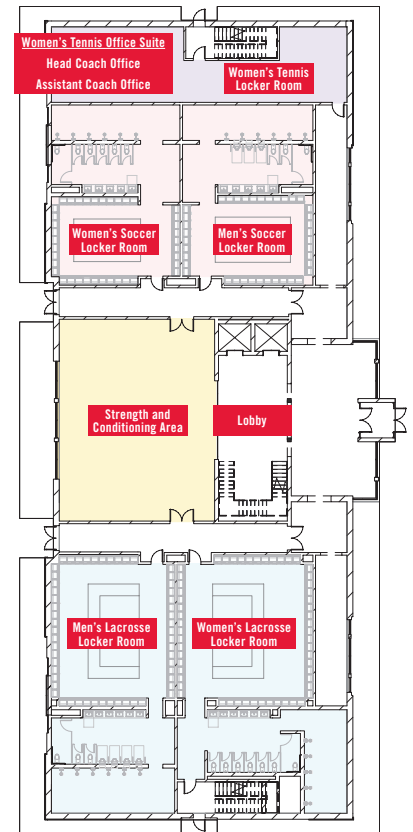 Women's Tennis Office Suite
Head Coach Office
Assistant Coach Office
Women's Tennis
Locker Room
Women's Soccer
Locker Room
Men's Soccer
Locker Room
Strength and
Conditioning Area
Lobby
Men's Lacrosse
Locker Room
Women's Lacrosse
Locker Room